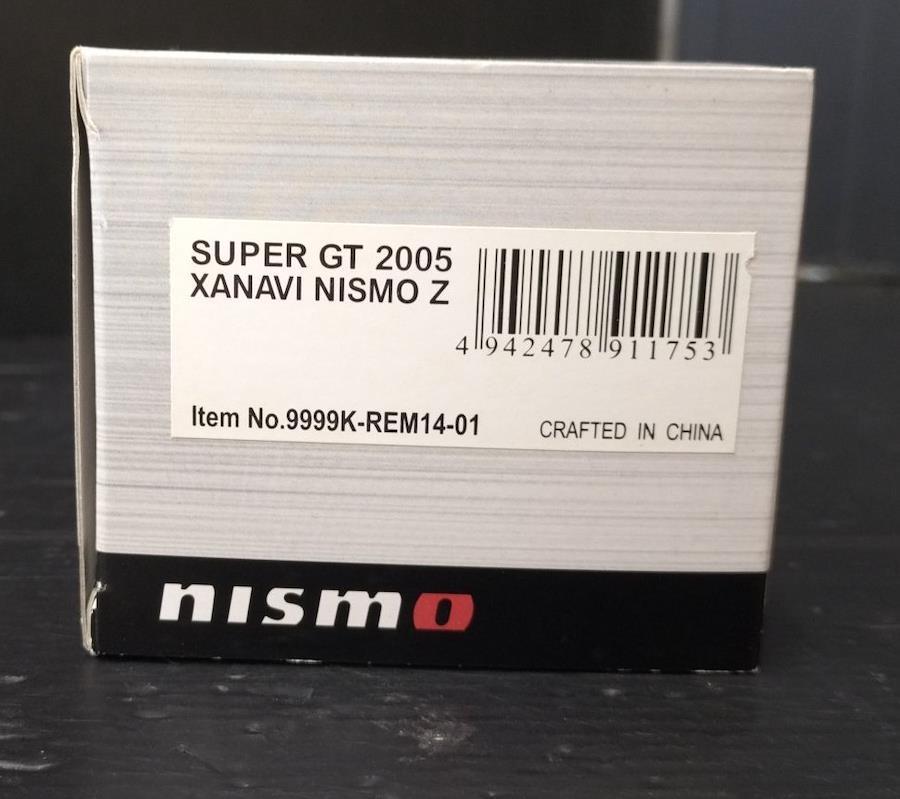 SUPER GT 2005
XANAVI NISMO Z
4 942478 911753
Item No.9999K-REM14-01
CRAFTED IN CHINA
nismo